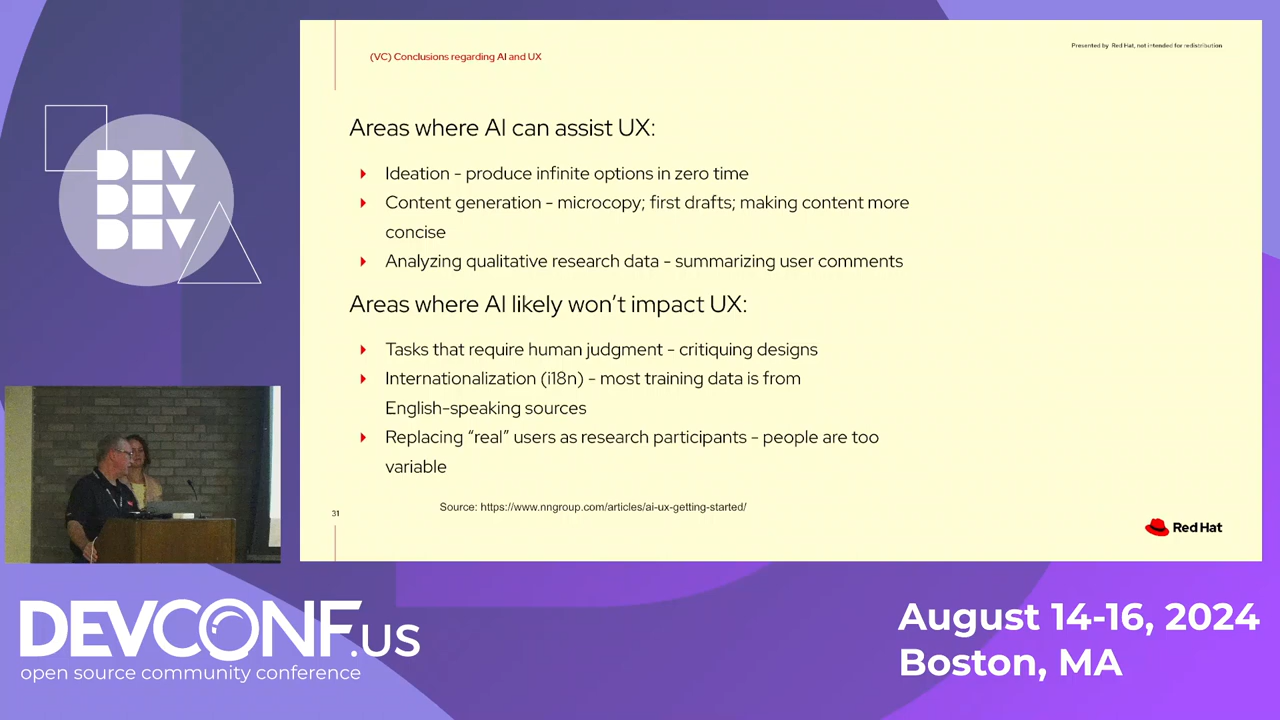 (VC) Conclusions regarding AI and UX
Presented by Red Hat, not intended for redistribution
DEV
DEV
DEV
Areas where AI can assist UX:
Ideation - produce infinite options in zero time
Content generation - microcopy; first drafts; making content more
concise
Analyzing qualitative research data - summarizing user comments
Areas where AI likely won’t impact UX:
Tasks that require human judgment - critiquing designs
Internationalization (i18n) - most training data is from
English-speaking sources
Replacing “real” users as research participants - people are too
variable
Source: https://www.nngroup.com/articles/ai-ux-getting-started/
31
Red Hat
DEVCONF.US
open source community conference
August 14-16, 2024
Boston, MA